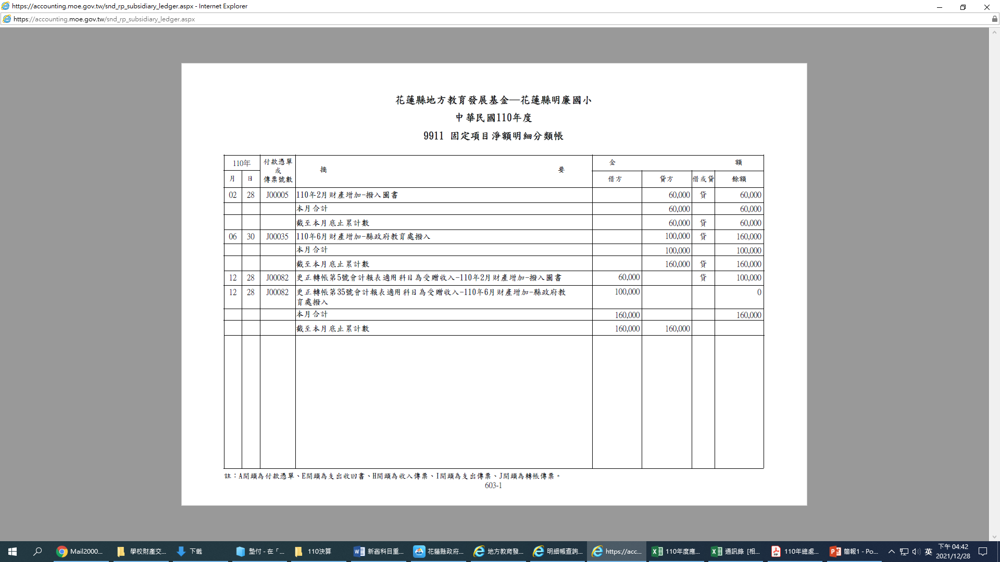 https://accounting.moe.gov.tw/snd_rp_subsidiary_ledger.aspx - Internet Explorer
https://accounting.moe.gov.tw/snd_rp_subsidiary_ledger.aspx
花蓮縣地方教育發展基金—花蓮縣明廉國小
中華民國110年度
9911 固定項目淨額明細分類帳
110年 付款憑單或傳票號數 摘 要 金 額
月 日 借方 貸方 借或貸 餘額
02 28 J00005 110年2月財產增加-撥入圖書 60,000 貸 60,000
本月合計 60,000 60,000
截至本月底止累計數 60,000 貸 60,000
06 30 J00035 110年6月財產增加-縣政府教育處撥入 100,000 貸 160,000
本月合計 100,000 100,000
截至本月底止累計數 160,000 貸 160,000
12 28 J00082 更正轉帳第5號會計報表適用科目為受贈收入-110年2月財產增加-撥入圖書 60,000 貸 100,000
12 28 J00082 更正轉帳第35號會計報表適用科目為受贈收入-110年6月財產增加-縣政府教 100,000 0
育處撥入
本月合計 160,000 160,000
截至本月底止累計數 160,000 160,000
註：A開頭為付款憑單、E開頭為支出收回書、H開頭為收入傳票、I開頭為支出傳票、J開頭為轉帳傳票。
603-1
Mail2000... 學校財產交... 下載 墊付 - 在「... 110決算 新舊科目重... 花蓮縣政府... 地方教育發... 明細帳查詢... https://acc... 110年度應... 通訊錄 [相... 110年總處... 簡報1 - Po... 英 下午 04:42
2021/12/28